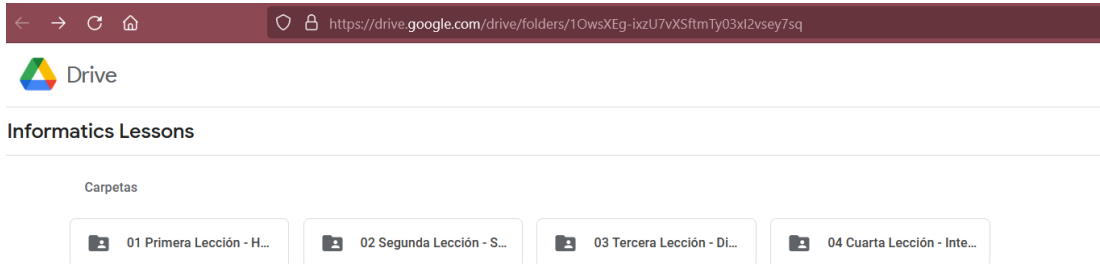 https://drive.google.com/drive/folders/1OwsXEg-ixzU7vXSftmTy03xI2vsey7sq
Drive
Informatics Lessons
Carpetas
01 Primera Lección - H...
02 Segunda Lección - S...
03 Tercera Lección - Di...
04 Cuarta Lección - Inte...